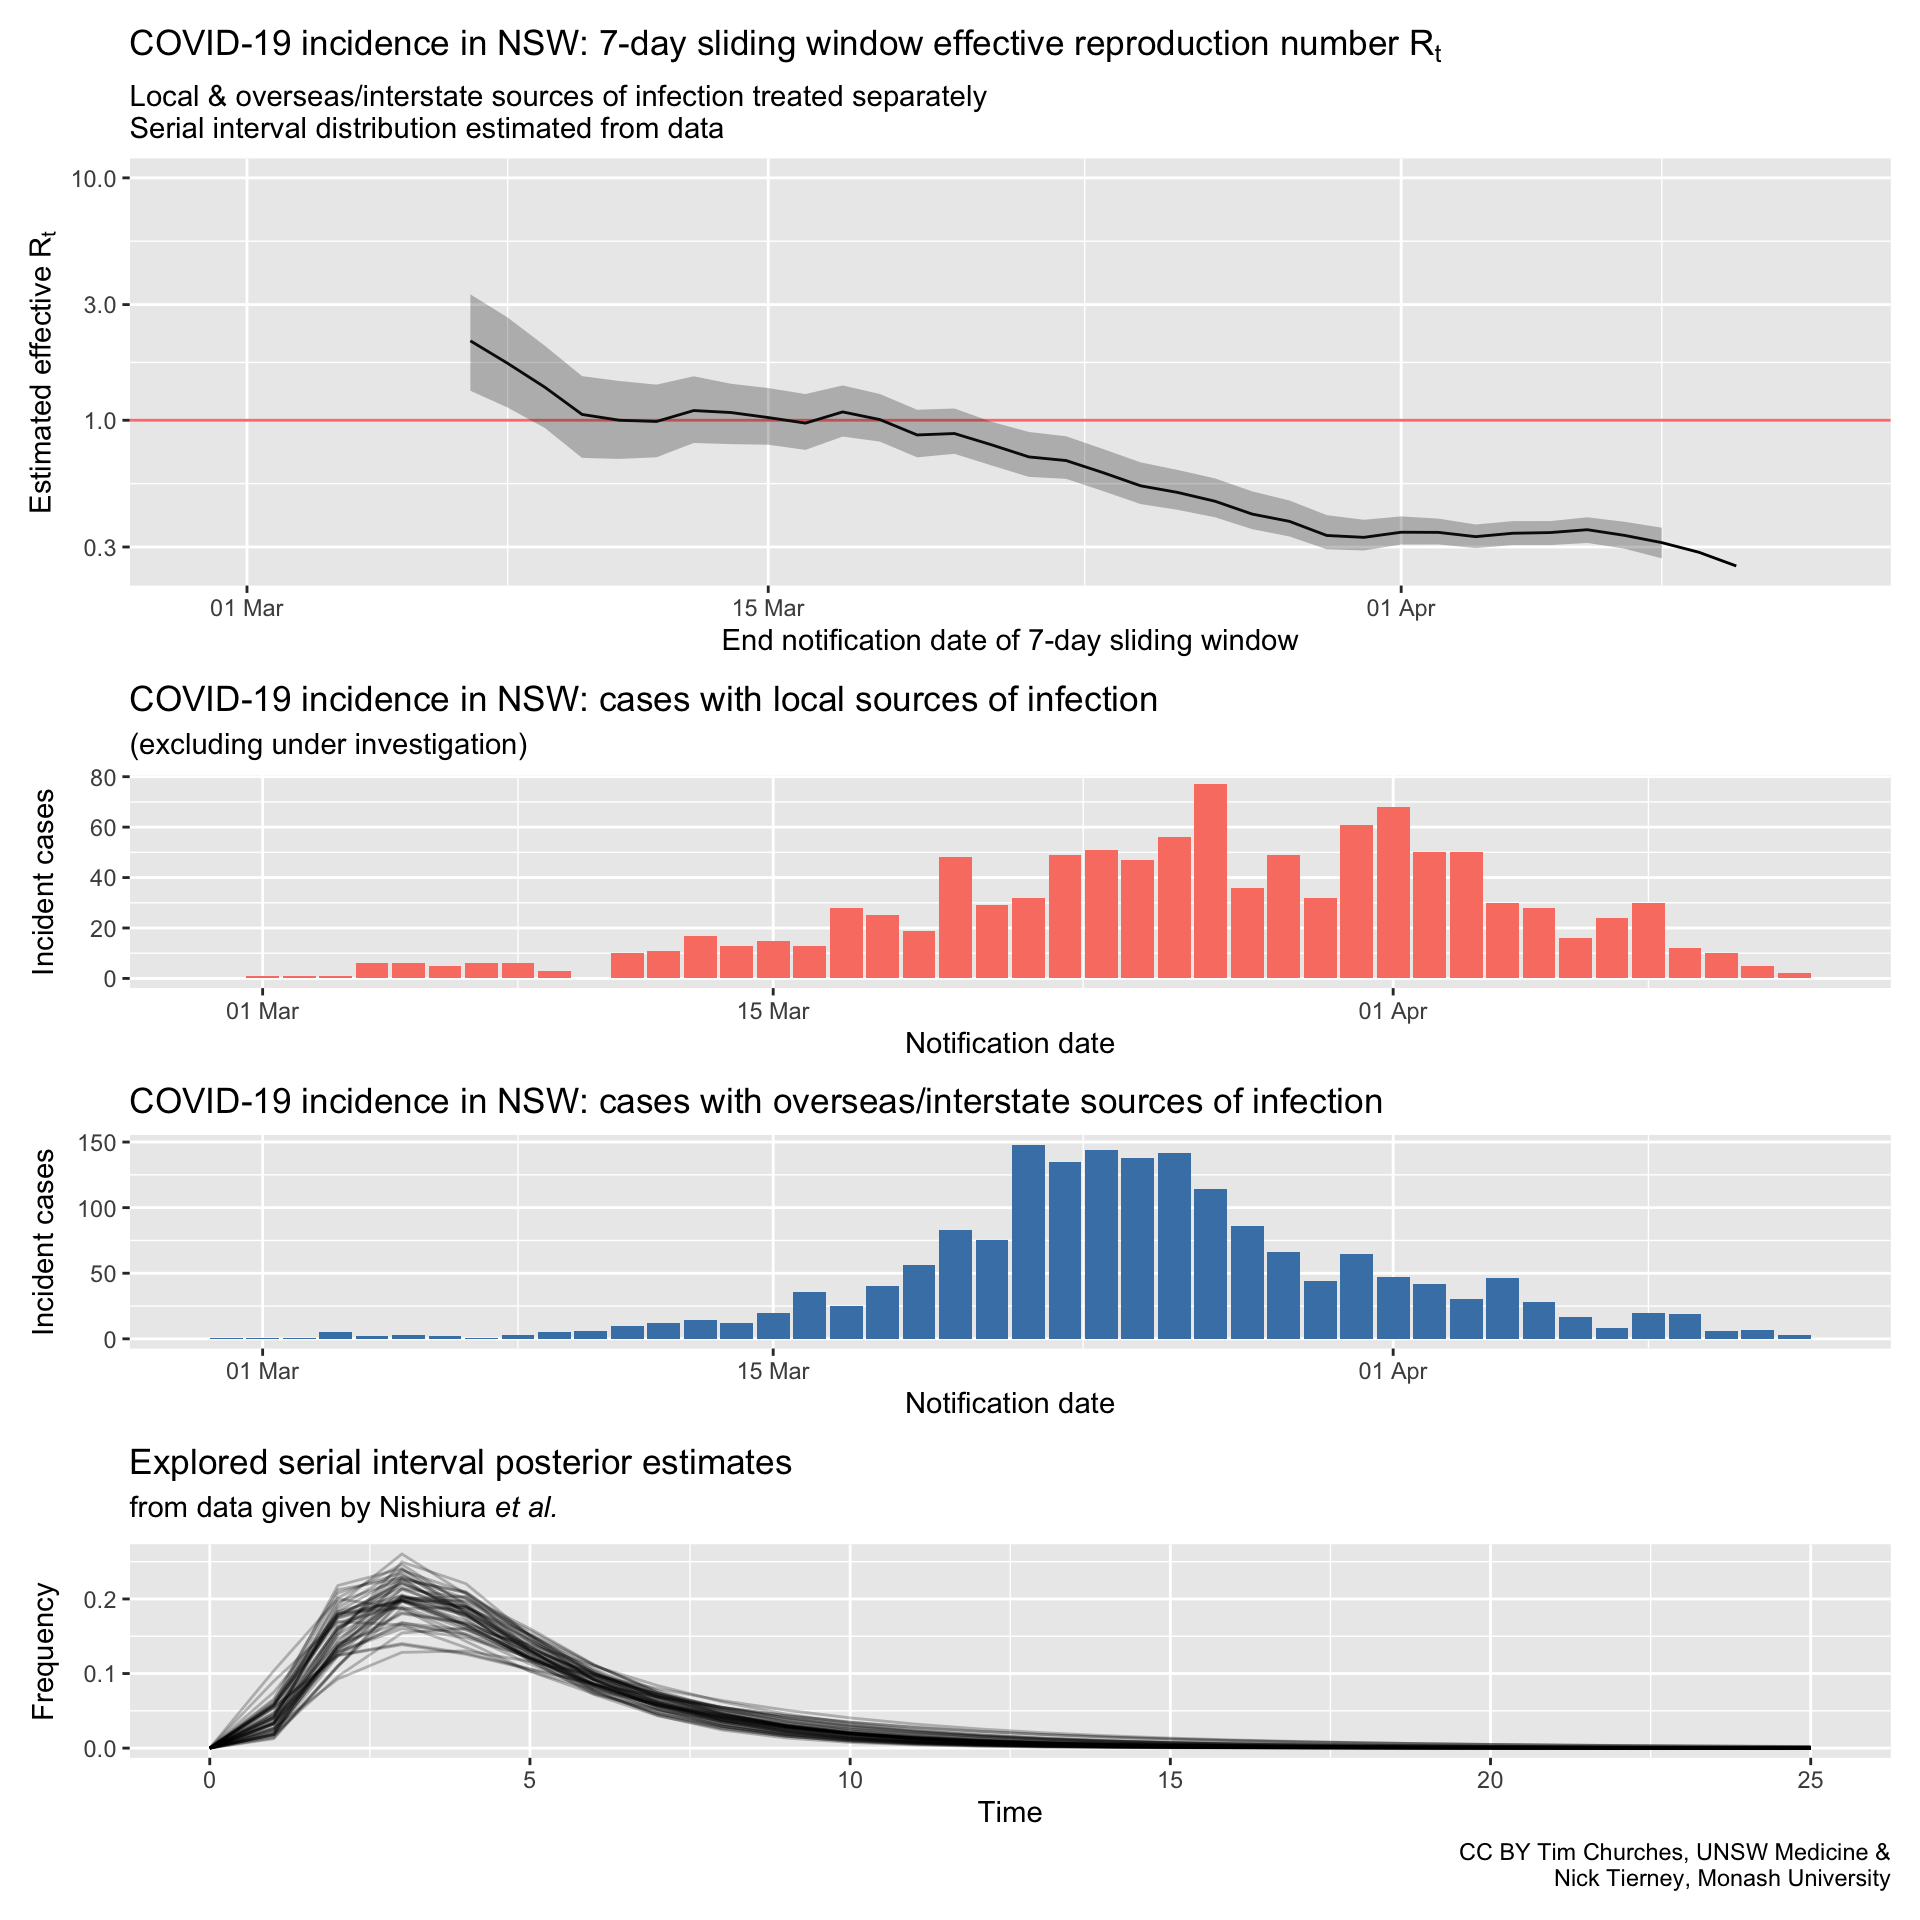 COVID-19 incidence in NSW: 7-day sliding window effective reproduction number Rt
Local & overseas/interstate sources of infection treated separately
Serial interval distribution estimated from data
Estimated effective Rt
10.0
3.0
1.0
0.3
01 Mar 15 Mar 01 Apr
End notification date of 7-day sliding window
COVID-19 incidence in NSW: cases with local sources of infection
(excluding under investigation)
Incident cases
80
60
40
20
0
01 Mar 15 Mar 01 Apr
Notification date
COVID-19 incidence in NSW: cases with overseas/interstate sources of infection
Incident cases
150
100
50
0
01 Mar 15 Mar 01 Apr
Notification date
Explored serial interval posterior estimates
from data given by Nishiura et al.
Frequency
0.2
0.1
0.0
0 5 10 15 20 25
Time
CC BY Tim Churches, UNSW Medicine &
Nick Tierney, Monash University